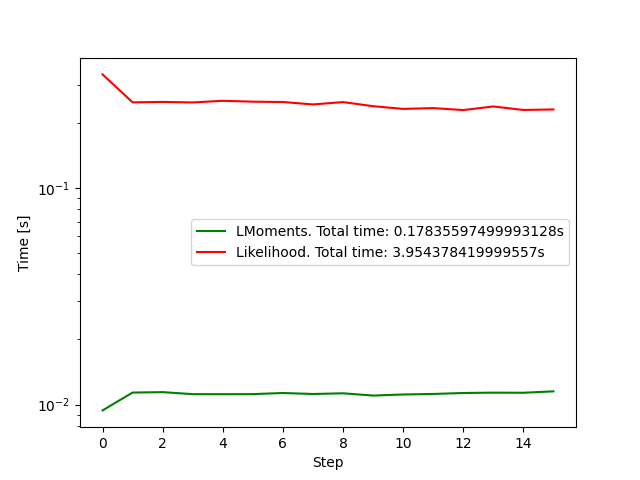 Time [s]
10⁻¹
10⁻²
LMoments. Total time: 0.17835597499993128s
Likelihood. Total time: 3.954378419999557s
0 2 4 6 8 10 12 14
Step